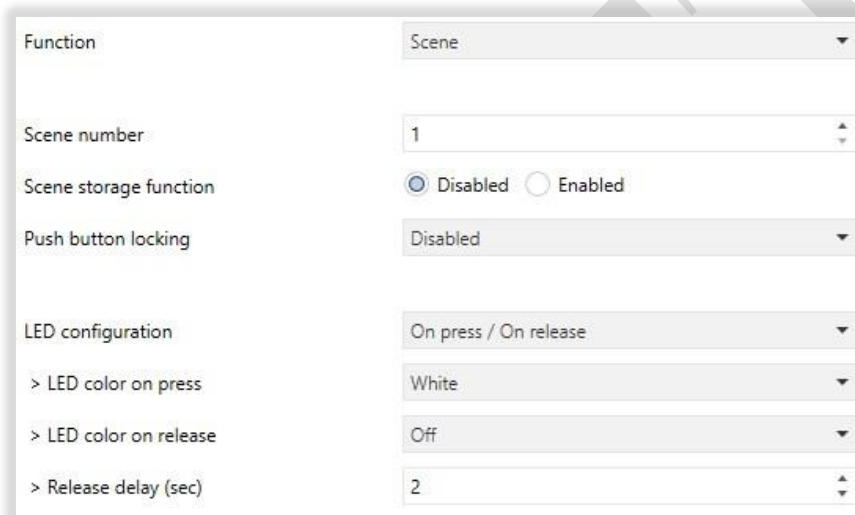 Function Scene
Scene number 1
Scene storage function Disabled Enabled
Push button locking Disabled
LED configuration On press / On release
> LED color on press White
> LED color on release Off
> Release delay (sec) 2